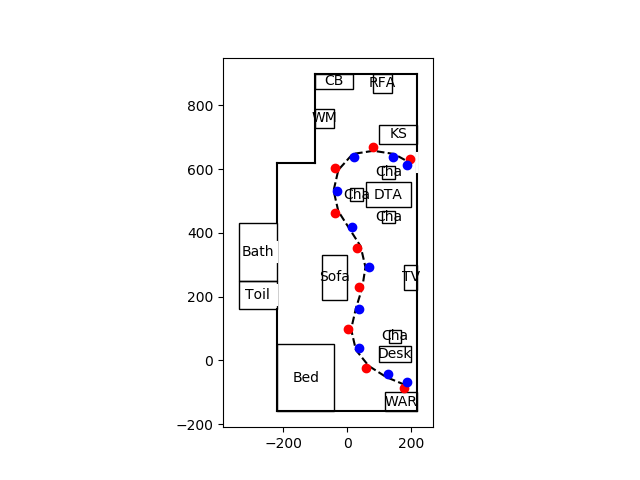 CB
RFA
WM
KS
Cha
Cha
DTA
Cha
Bath
Sofa
TV
Toil
Cha
Desk
Bed
WAR
800
600
400
200
0
−200
−200
0
200